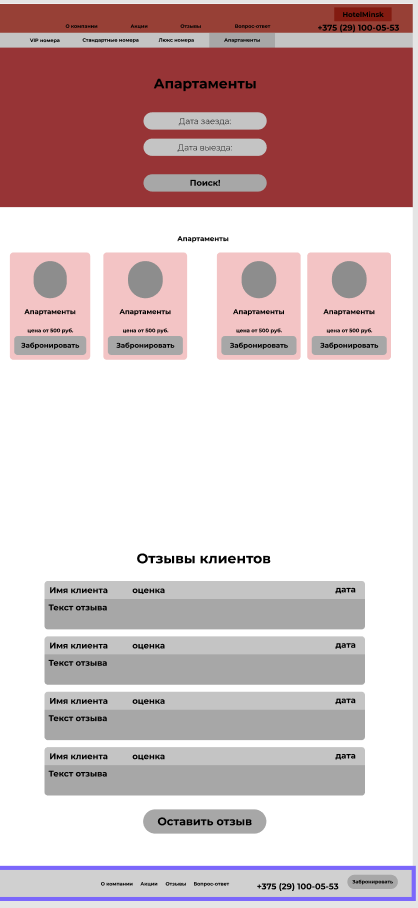 HotelMinsk
О компании Акции Отзывы Вопрос-ответ +375 (29) 100-05-53
VIP номера Стандартные номера Люкс номера Апартаменты
Апартаменты
Дата заезда:
Дата выезда:
Поиск!
Апартаменты
Апартаменты Апартаменты Апартаменты Апартаменты
цена от 500 руб. цена от 500 руб. цена от 500 руб. цена от 500 руб.
Забронировать Забронировать Забронировать Забронировать
Отзывы клиентов
Имя клиента оценка дата
Текст отзыва
Имя клиента оценка дата
Текст отзыва
Имя клиента оценка дата
Текст отзыва
Имя клиента оценка дата
Текст отзыва
Оставить отзыв
О компании Акции Отзывы Вопрос-ответ +375 (29) 100-05-53 Забронировать